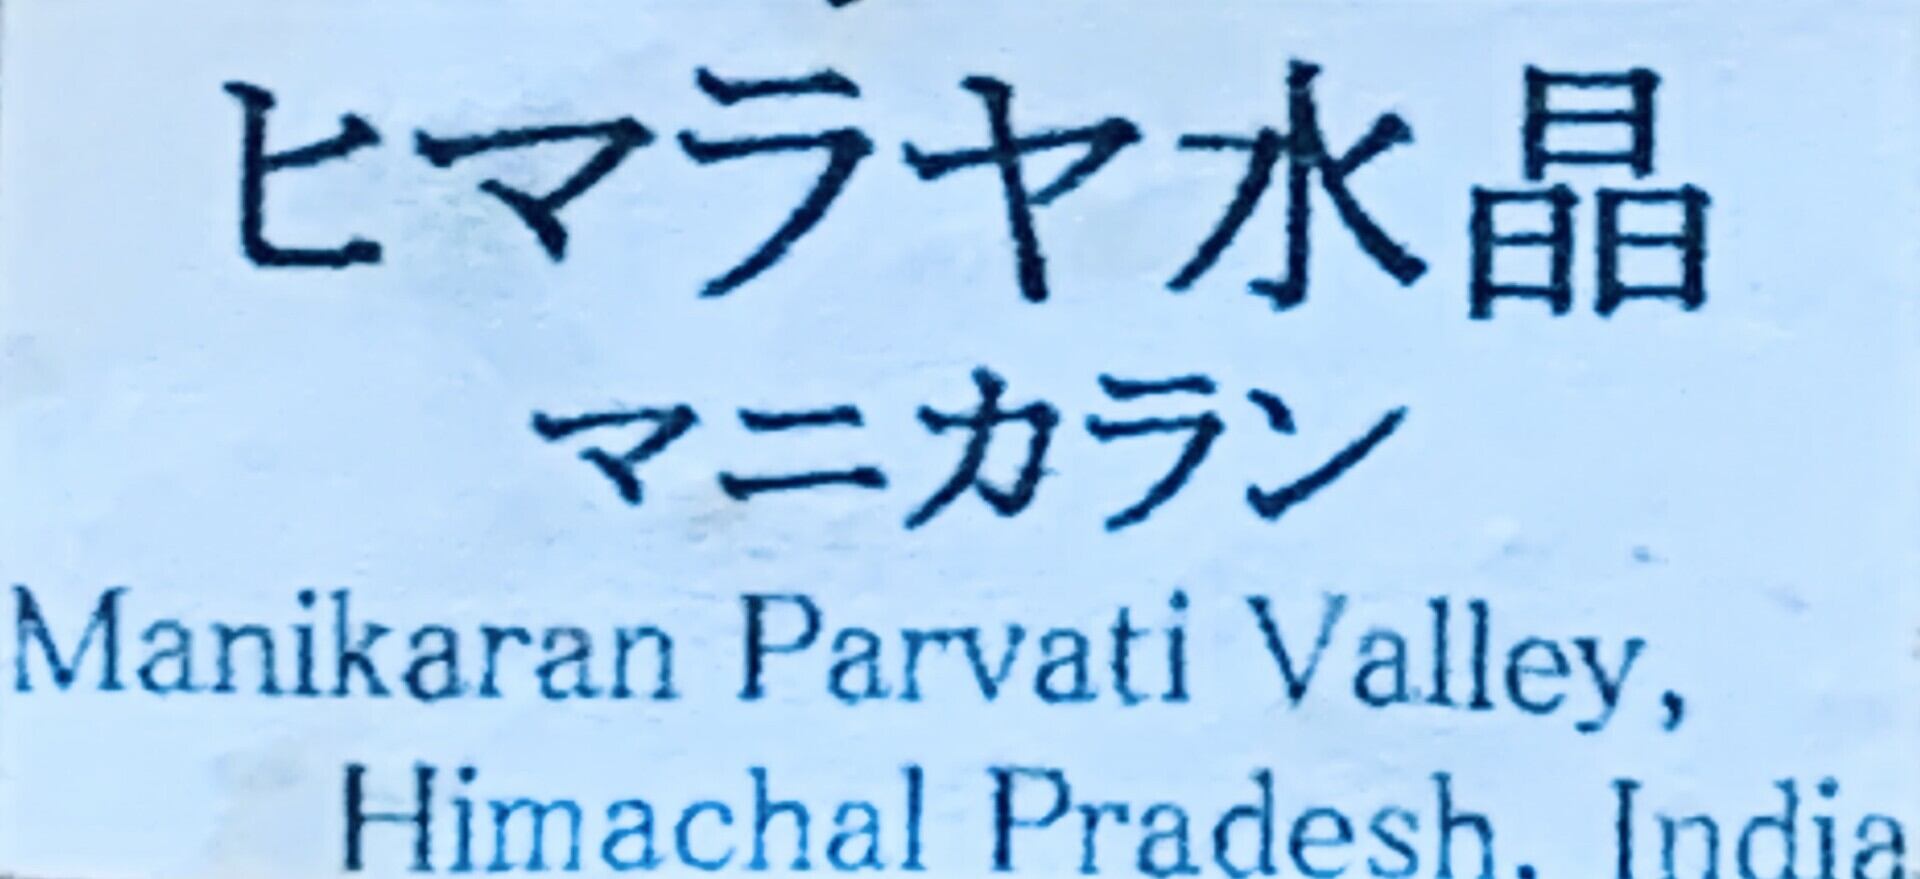 ヒマラヤ水晶
マニカラン
Manikaran Parvati Valley,
Himachal Pradesh, India